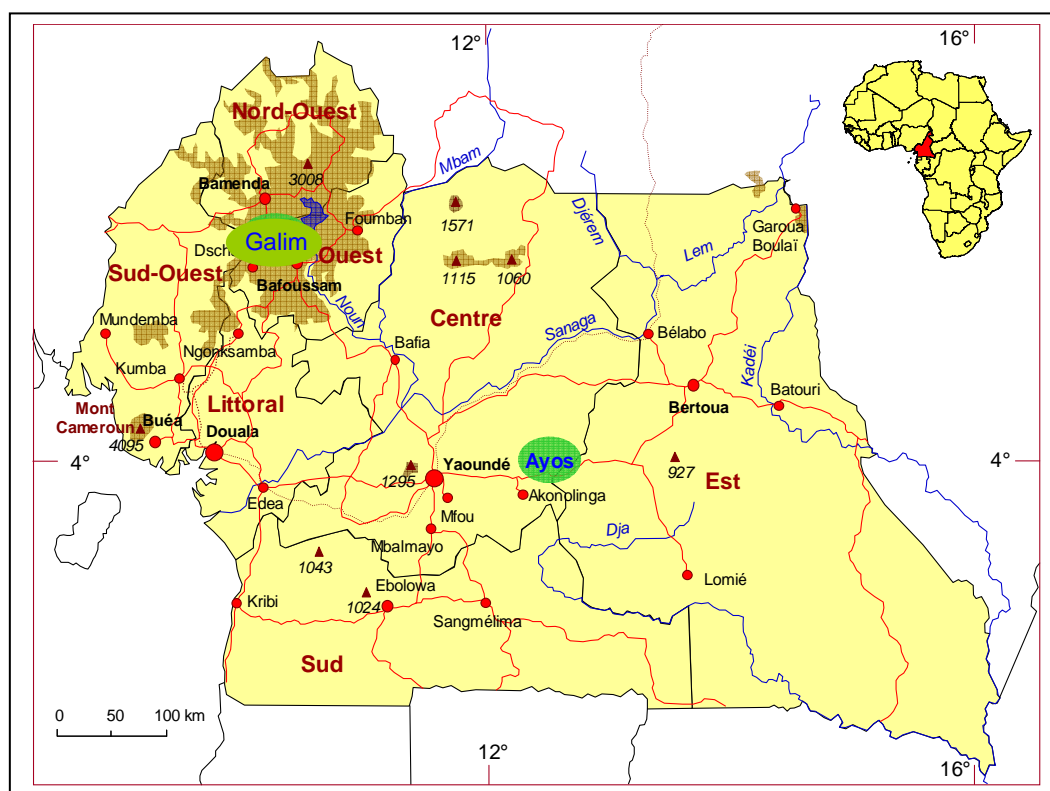 12°
16°
Nord-Ouest
Mbam
3008
Bamenda
1571
Djérem
Foumban
Garoua
Boulaï
Galim
Lem
Dsch
Ouest
Sud-Ouest
1115
1060
Bafoussam
Noun
Centre
Sanaga
Mundemba
Bélabo
Ngonksamba
Bafia
Kadéi
Kumba
Batouri
Bertoua
Littoral
Mont
Cameroun
Buéa
4095
Douala
4°
Yaoundé
Ayos
927
4°
1295
Est
Edea
Akonolinga
Mfou
Dja
Mbalmayo
1043
Lomié
Ebolowa
Kribi
1024
Sangmélima
Sud
0 50 100 km
12°
16°